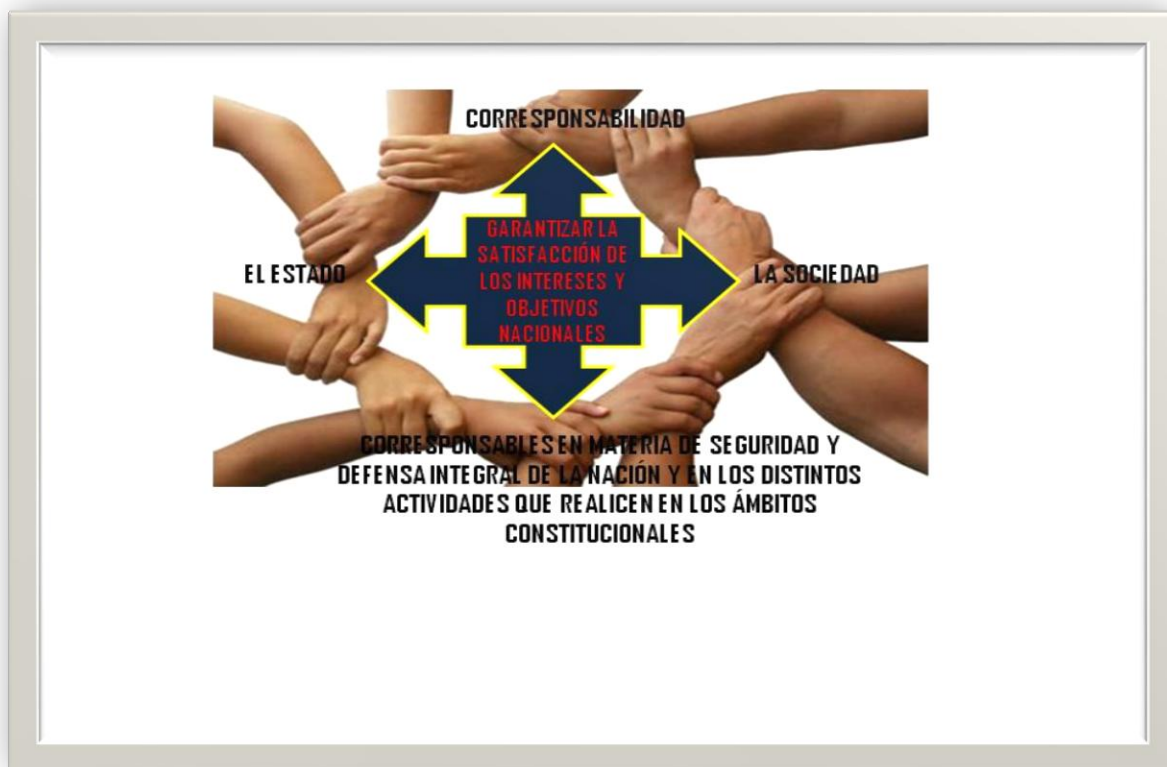 CORRESPONSABILIDAD
EL ESTADO
GARANTIZAR LA
SATISFACCIÓN DE
LOS INTERESES Y
OBJETIVOS
NACIONALES
LA SOCIEDAD
CORRESPONSABLES EN MATERIA DE SEGURIDAD Y
DEFENSA INTEGRAL DE LA NACIÓN Y EN LOS DISTINTOS
ACTIVIDADES QUE REALICEN EN LOS ÁMBITOS
CONSTITUCIONALES